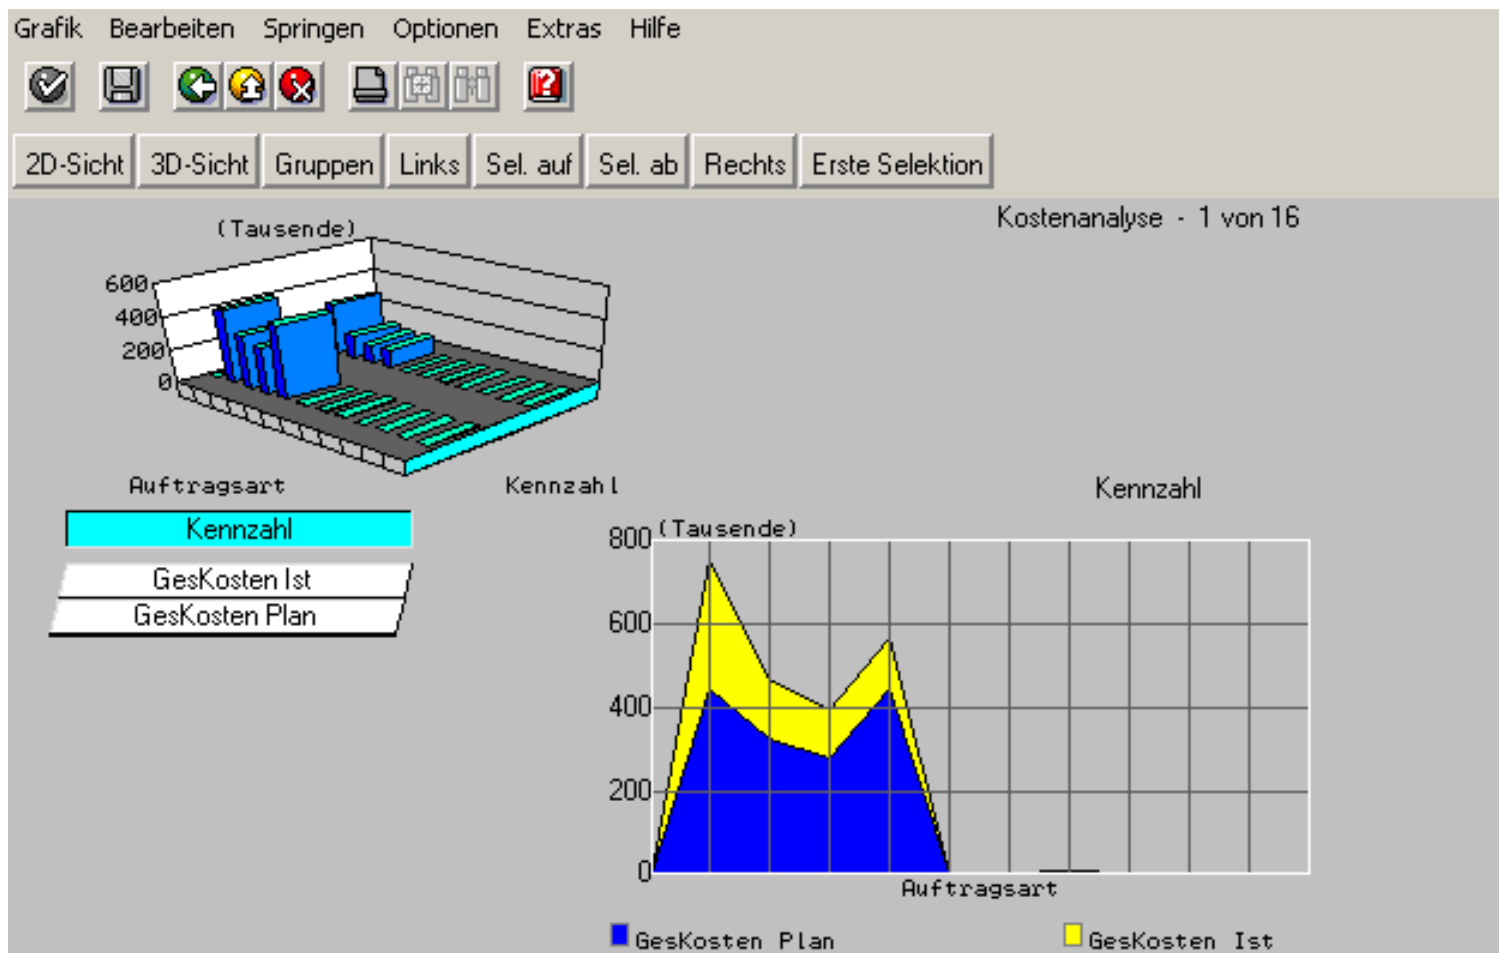 Grafik Bearbeiten Springen Optionen Extras Hilfe
2D-Sicht 3D-Sicht Gruppen Links Sel. auf Sel. ab Rechts Erste Selektion
Kostenanalyse - 1 von 16
(Tausende)
600
400
200
0
Auftragsart Kennzahl
Kennzahl
GesKosten Ist
GesKosten Plan
Kennzahl
(Tausende)
800
600
400
200
0
Auftragsart
GesKosten Plan GesKosten Ist